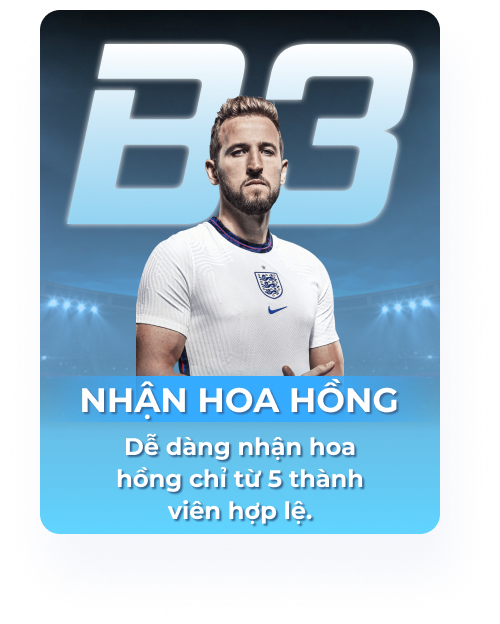 B3
NHẬN HOA HỒNG
Dễ dàng nhận hoa
hồng chỉ từ 5 thành
viên hợp lệ.